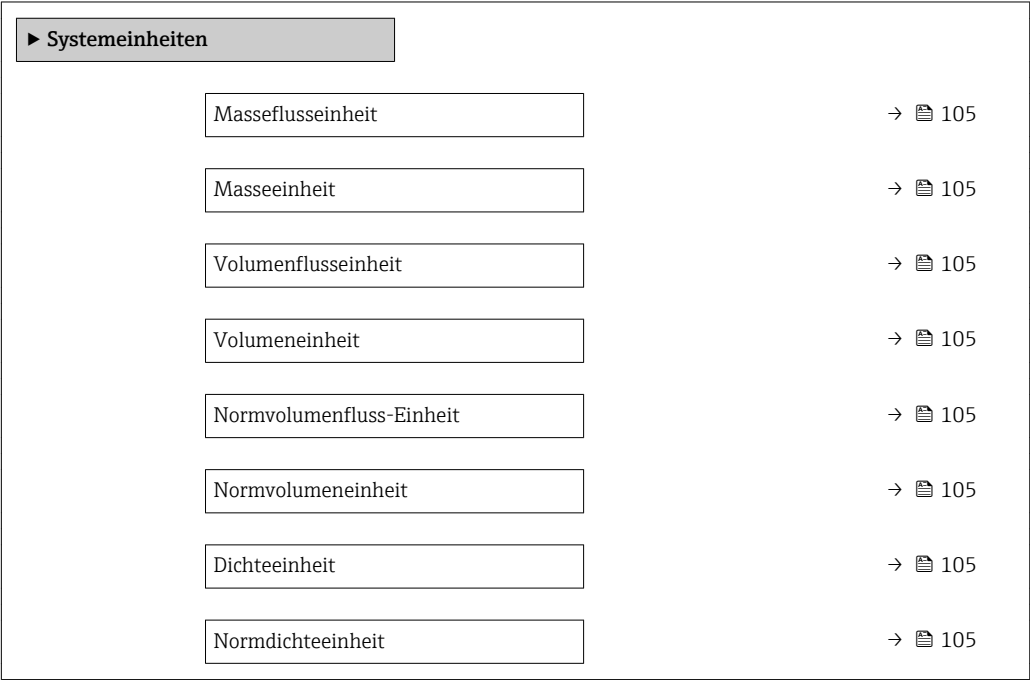 ▶ Systemeinheiten
Masseflusseinheit → 105
Masseeinheit → 105
Volumenflusseinheit → 105
Volumeneinheit → 105
Normvolumenfluss-Einheit → 105
Normvolumeneinheit → 105
Dichteeinheit → 105
Normdichteeinheit → 105